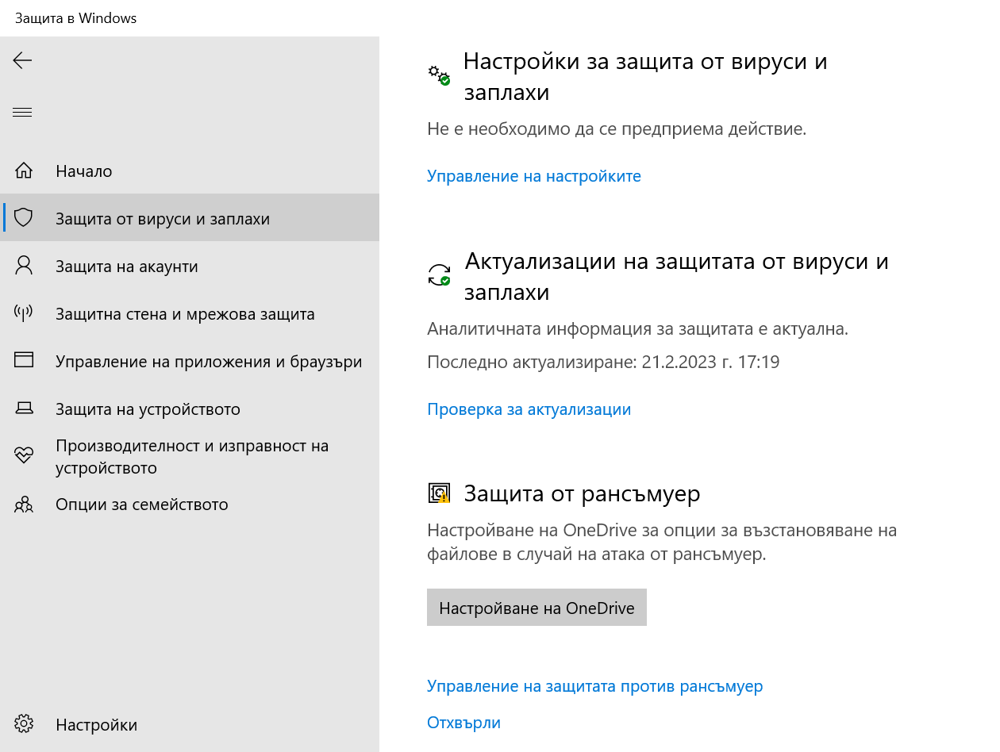 Защита в Windows
Начало
Защита от вируси и заплахи
Защита на акаунти
Защитна стена и мрежова защита
Управление на приложения и браузъри
Защита на устройството
Производителност и изправност на
устройството
Опции за семейството
Настройки
Настройки за защита от вируси и
заплахи
Не е необходимо да се предприема действие.
Управление на настройките
Актуализации на защитата от вируси и
заплахи
Аналитичната информация за защитата е актуална.
Последно актуализиране: 21.2.2023 г. 17:19
Проверка за актуализации
Защита от рансъмуер
Настройване на OneDrive за опции за възстановяване на
файлове в случай на атака от рансъмуер.
Настройване на OneDrive
Управление на защитата против рансъмуер
Отхвърли